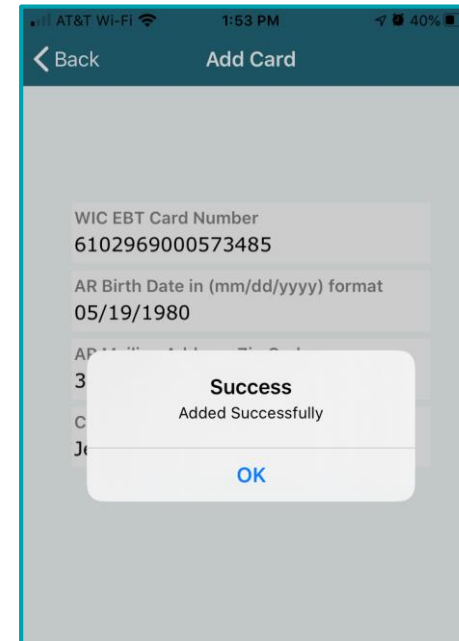 AT&T Wi-Fi 1:53 PM 40%
Back Add Card
WIC EBT Card Number
6102969000573485
AR Birth Date in (mm/dd/yyyy) format
05/19/1980
3
Success
Added Successfully
OK